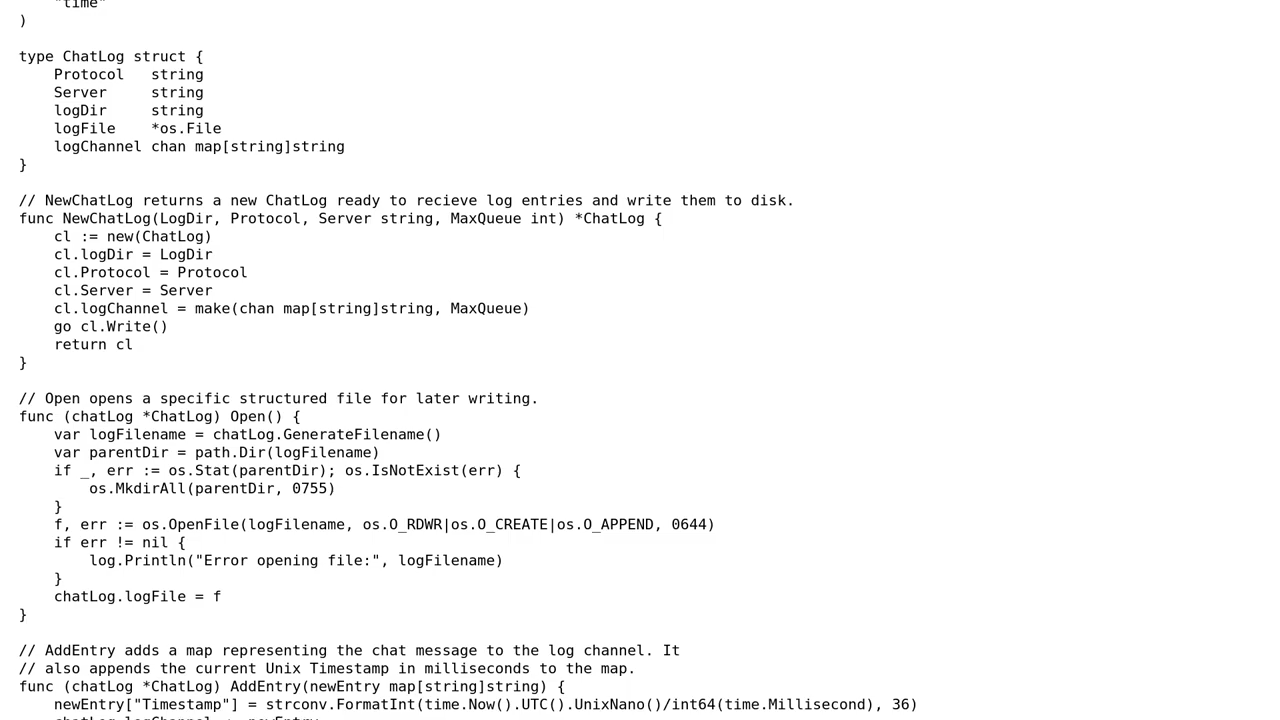 "time"
)
type ChatLog struct {
    Protocol   string
    Server     string
    logDir     string
    logFile    *os.File
    logChannel chan map[string]string
}
// NewChatLog returns a new ChatLog ready to recieve log entries and write them to disk.
func NewChatLog(LogDir, Protocol, Server string, MaxQueue int) *ChatLog {
    cl := new(ChatLog)
    cl.logDir = LogDir
    cl.Protocol = Protocol
    cl.Server = Server
    cl.logChannel = make(chan map[string]string, MaxQueue)
    go cl.Write()
    return cl
}
// Open opens a specific structured file for later writing.
func (chatLog *ChatLog) Open() {
    var logFilename = chatLog.GenerateFilename()
    var parentDir = path.Dir(logFilename)
    if _, err := os.Stat(parentDir); os.IsNotExist(err) {
        os.MkdirAll(parentDir, 0755)
    }
    f, err := os.OpenFile(logFilename, os.O_RDWR|os.O_CREATE|os.O_APPEND, 0644)
    if err != nil {
        log.Println("Error opening file:", logFilename)
    }
    chatLog.logFile = f
}
// AddEntry adds a map representing the chat message to the log channel. It
// also appends the current Unix Timestamp in milliseconds to the map.
func (chatLog *ChatLog) AddEntry(newEntry map[string]string) {
    newEntry["Timestamp"] = strconv.FormatInt(time.Now().UTC().UnixNano()/int64(time.Millisecond), 36)